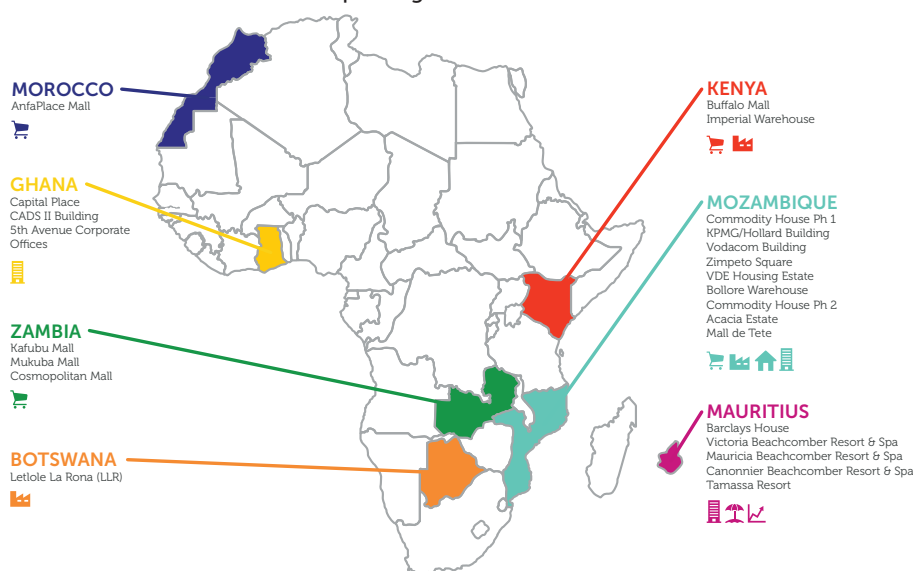 MOROCCO
AnfaPlace Mall
GHANA
Capital Place
CADS II Building
5th Avenue Corporate
Offices
ZAMBIA
Kafubu Mall
Mukuba Mall
Cosmopolitan Mall
BOTSWANA
Letlole La Rona (LLR)
KENYA
Buffalo Mall
Imperial Warehouse
MOZAMBIQUE
Commodity House Ph 1
KPMG/Hollard Building
Vodacom Building
Zimpeto Square
VDE Housing Estate
Bollore Warehouse
Commodity House Ph 2
Acacia Estate
Mall de Tete
MAURITIUS
Barclays House
Victoria Beachcomber Resort & Spa
Mauricia Beachcomber Resort & Spa
Canonnier Beachcomber Resort & Spa
Tamassa Resort